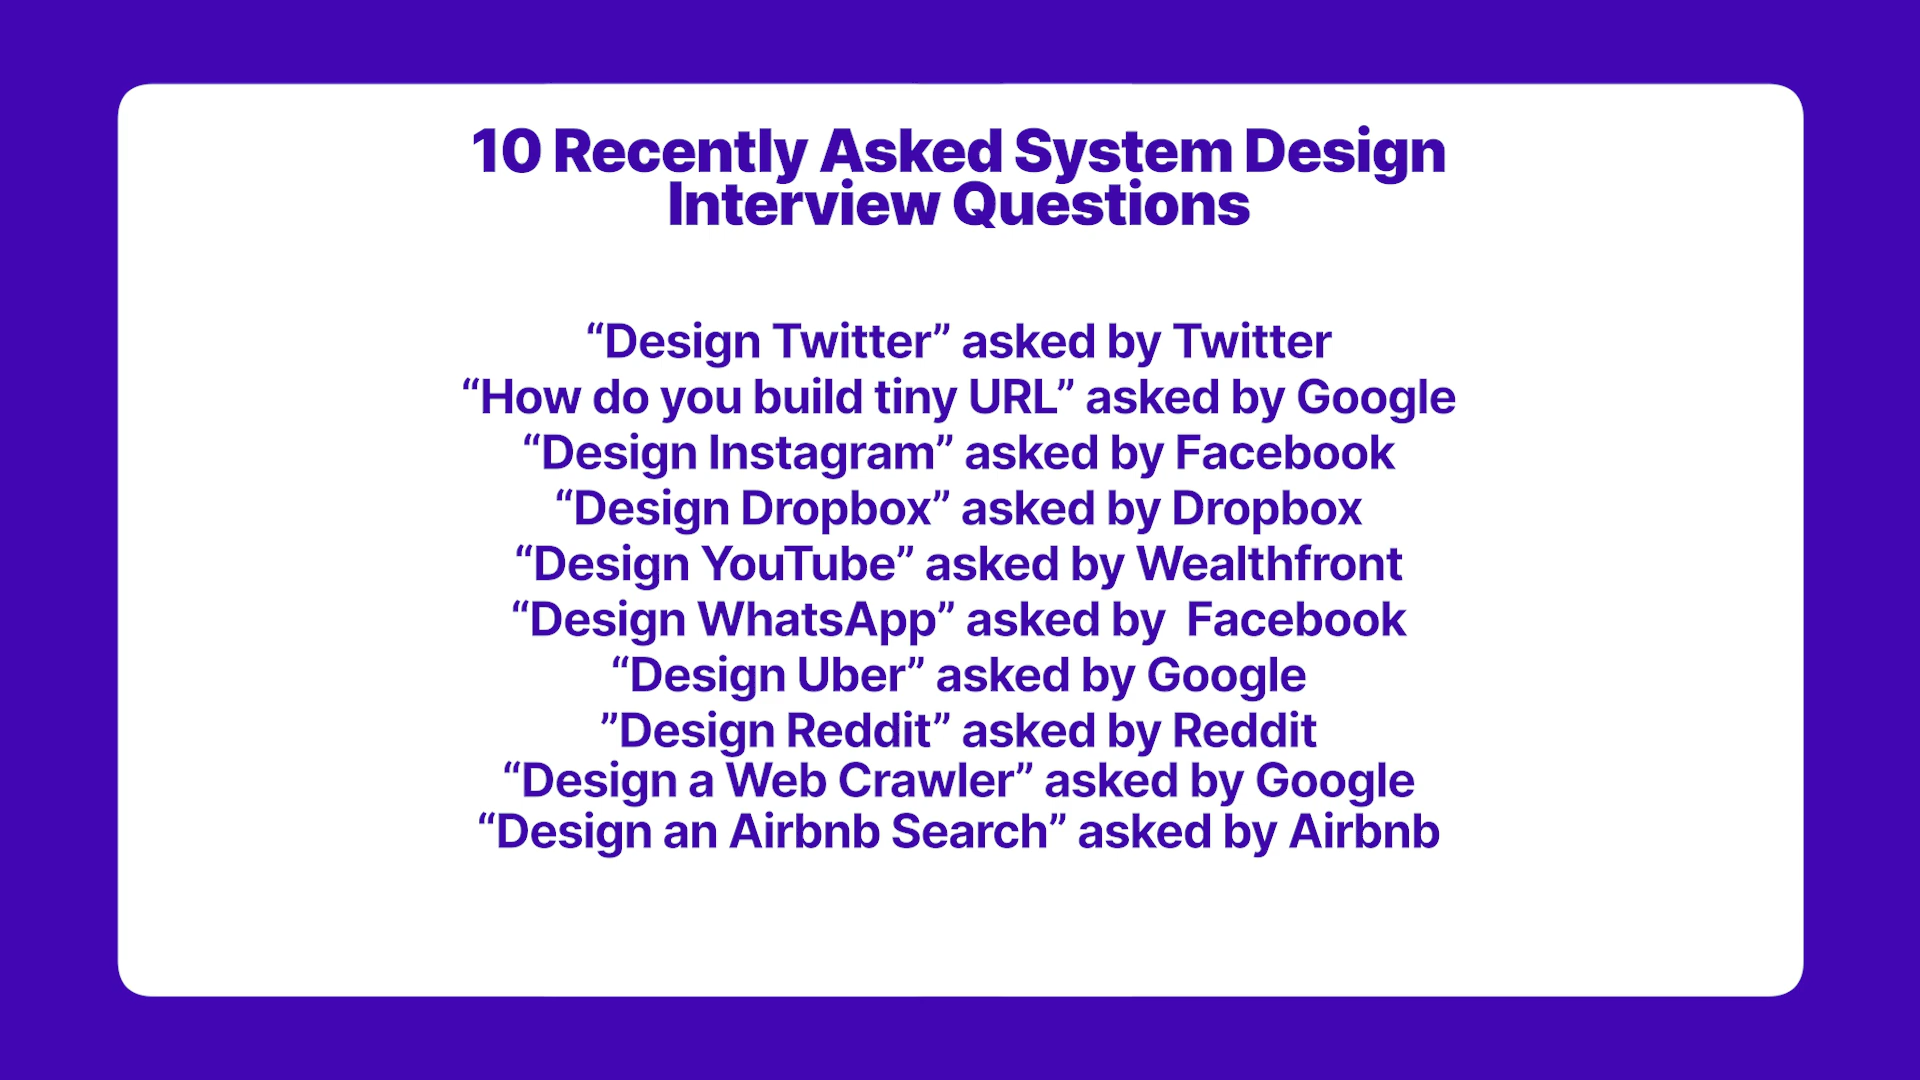 10 Recently Asked System Design
Interview Questions
“Design Twitter” asked by Twitter
“How do you build tiny URL” asked by Google
“Design Instagram” asked by Facebook
“Design Dropbox” asked by Dropbox
“Design YouTube” asked by Wealthfront
“Design WhatsApp” asked by  Facebook
“Design Uber” asked by Google
”Design Reddit” asked by Reddit
“Design a Web Crawler” asked by Google
“Design an Airbnb Search” asked by Airbnb